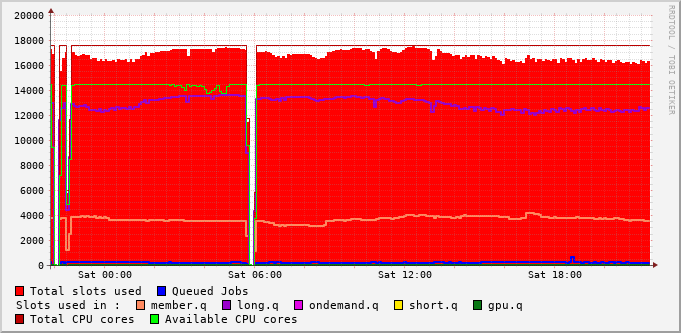 20000
18000
16000
14000
12000
10000
8000
6000
4000
2000
0
Sat 00:00 Sat 06:00 Sat 12:00 Sat 18:00
Total slots used Queued Jobs
Slots used in : member.q long.q ondemand.q short.q gpu.q
Total CPU cores Available CPU cores
RRDTOOL / TOBI OETIKER